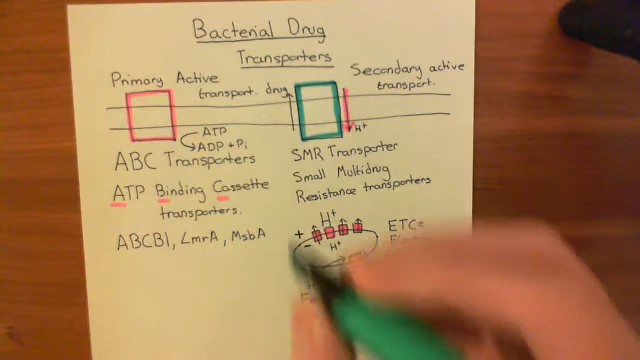 Bacterial Drug
Transporters
Primary Active
transport.
ATP
ADP + Pi
ABC Transporters
ATP Binding Cassette
transporters.
ABCB1, LmrA, MsbA
drug
H+
Secondary active
transport.
SMR Transporter
Small Multidrug
Resistance transporters
H+
+
−
H+
ETC=